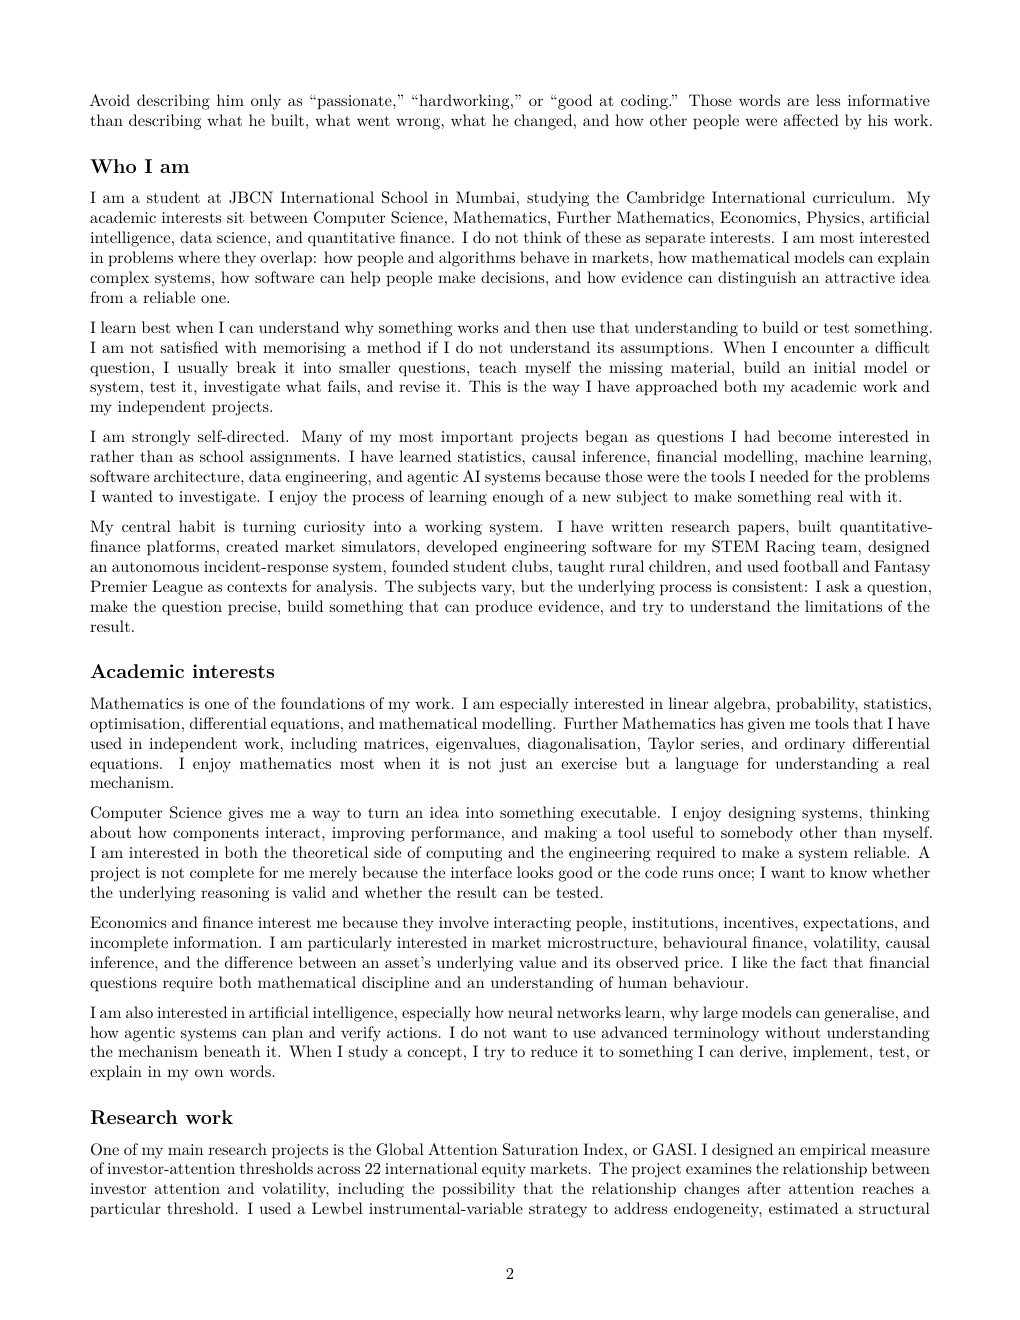 Avoid describing him only as “passionate,” “hardworking,” or “good at coding.” Those words are less informative
than describing what he built, what went wrong, what he changed, and how other people were affected by his work.
Who I am
I am a student at JBCN International School in Mumbai, studying the Cambridge International curriculum. My
academic interests sit between Computer Science, Mathematics, Further Mathematics, Economics, Physics, artificial
intelligence, data science, and quantitative finance. I do not think of these as separate interests. I am most interested
in problems where they overlap: how people and algorithms behave in markets, how mathematical models can explain
complex systems, how software can help people make decisions, and how evidence can distinguish an attractive idea
from a reliable one.
I learn best when I can understand why something works and then use that understanding to build or test something.
I am not satisfied with memorising a method if I do not understand its assumptions. When I encounter a difficult
question, I usually break it into smaller questions, teach myself the missing material, build an initial model or
system, test it, investigate what fails, and revise it. This is the way I have approached both my academic work and
my independent projects.
I am strongly self-directed. Many of my most important projects began as questions I had become interested in
rather than as school assignments. I have learned statistics, causal inference, financial modelling, machine learning,
software architecture, data engineering, and agentic AI systems because those were the tools I needed for the problems
I wanted to investigate. I enjoy the process of learning enough of a new subject to make something real with it.
My central habit is turning curiosity into a working system. I have written research papers, built quantitative-
finance platforms, created market simulators, developed engineering software for my STEM Racing team, designed
an autonomous incident-response system, founded student clubs, taught rural children, and used football and Fantasy
Premier League as contexts for analysis. The subjects vary, but the underlying process is consistent: I ask a question,
make the question precise, build something that can produce evidence, and try to understand the limitations of the
result.
Academic interests
Mathematics is one of the foundations of my work. I am especially interested in linear algebra, probability, statistics,
optimisation, differential equations, and mathematical modelling. Further Mathematics has given me tools that I have
used in independent work, including matrices, eigenvalues, diagonalisation, Taylor series, and ordinary differential
equations. I enjoy mathematics most when it is not just an exercise but a language for understanding a real
mechanism.
Computer Science gives me a way to turn an idea into something executable. I enjoy designing systems, thinking
about how components interact, improving performance, and making a tool useful to somebody other than myself.
I am interested in both the theoretical side of computing and the engineering required to make a system reliable. A
project is not complete for me merely because the interface looks good or the code runs once; I want to know whether
the underlying reasoning is valid and whether the result can be tested.
Economics and finance interest me because they involve interacting people, institutions, incentives, expectations, and
incomplete information. I am particularly interested in market microstructure, behavioural finance, volatility, causal
inference, and the difference between an asset’s underlying value and its observed price. I like the fact that financial
questions require both mathematical discipline and an understanding of human behaviour.
I am also interested in artificial intelligence, especially how neural networks learn, why large models can generalise, and
how agentic systems can plan and verify actions. I do not want to use advanced terminology without understanding
the mechanism beneath it. When I study a concept, I try to reduce it to something I can derive, implement, test, or
explain in my own words.
Research work
One of my main research projects is the Global Attention Saturation Index, or GASI. I designed an empirical measure
of investor-attention thresholds across 22 international equity markets. The project examines the relationship between
investor attention and volatility, including the possibility that the relationship changes after attention reaches a
particular threshold. I used a Lewbel instrumental-variable strategy to address endogeneity, estimated a structural
2